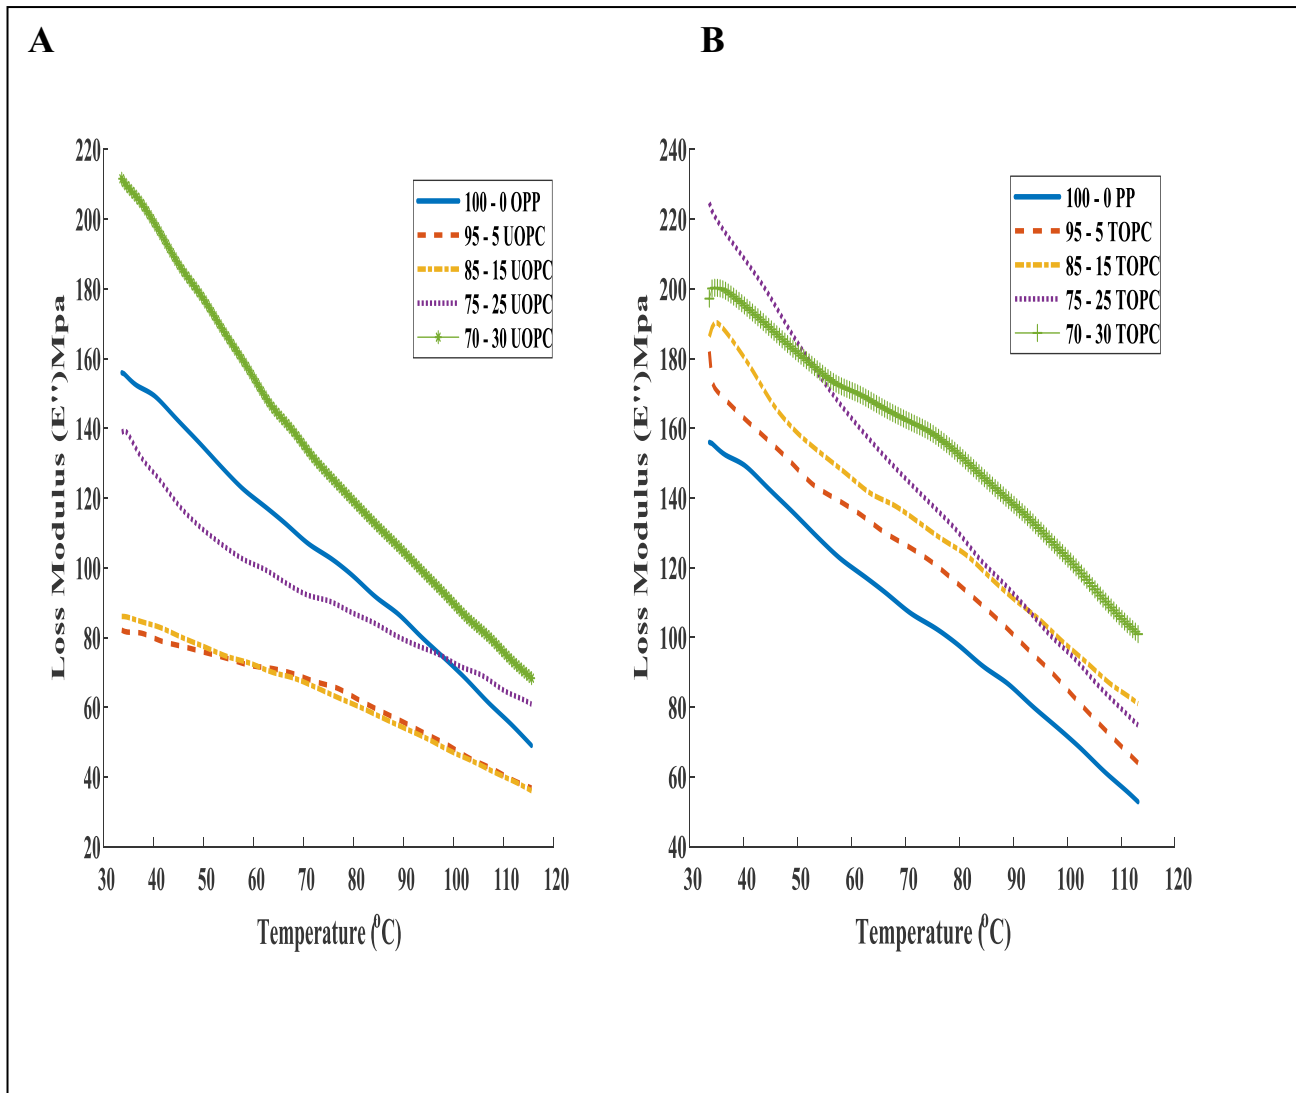 A
B
220
200
180
160
140
120
100
80
60
40
20
Loss Modulus (E'')Mpa
100 - 0 OPP
95 - 5 UOPC
85 - 15 UOPC
75 - 25 UOPC
70 - 30 UOPC
30 40 50 60 70 80 90 100 110 120
Temperature (⁰C)
240
220
200
180
160
140
120
100
80
60
40
Loss Modulus (E'')Mpa
100 - 0 PP
95 - 5 TOPC
85 - 15 TOPC
75 - 25 TOPC
70 - 30 TOPC
30 40 50 60 70 80 90 100 110 120
Temperature (⁰C)